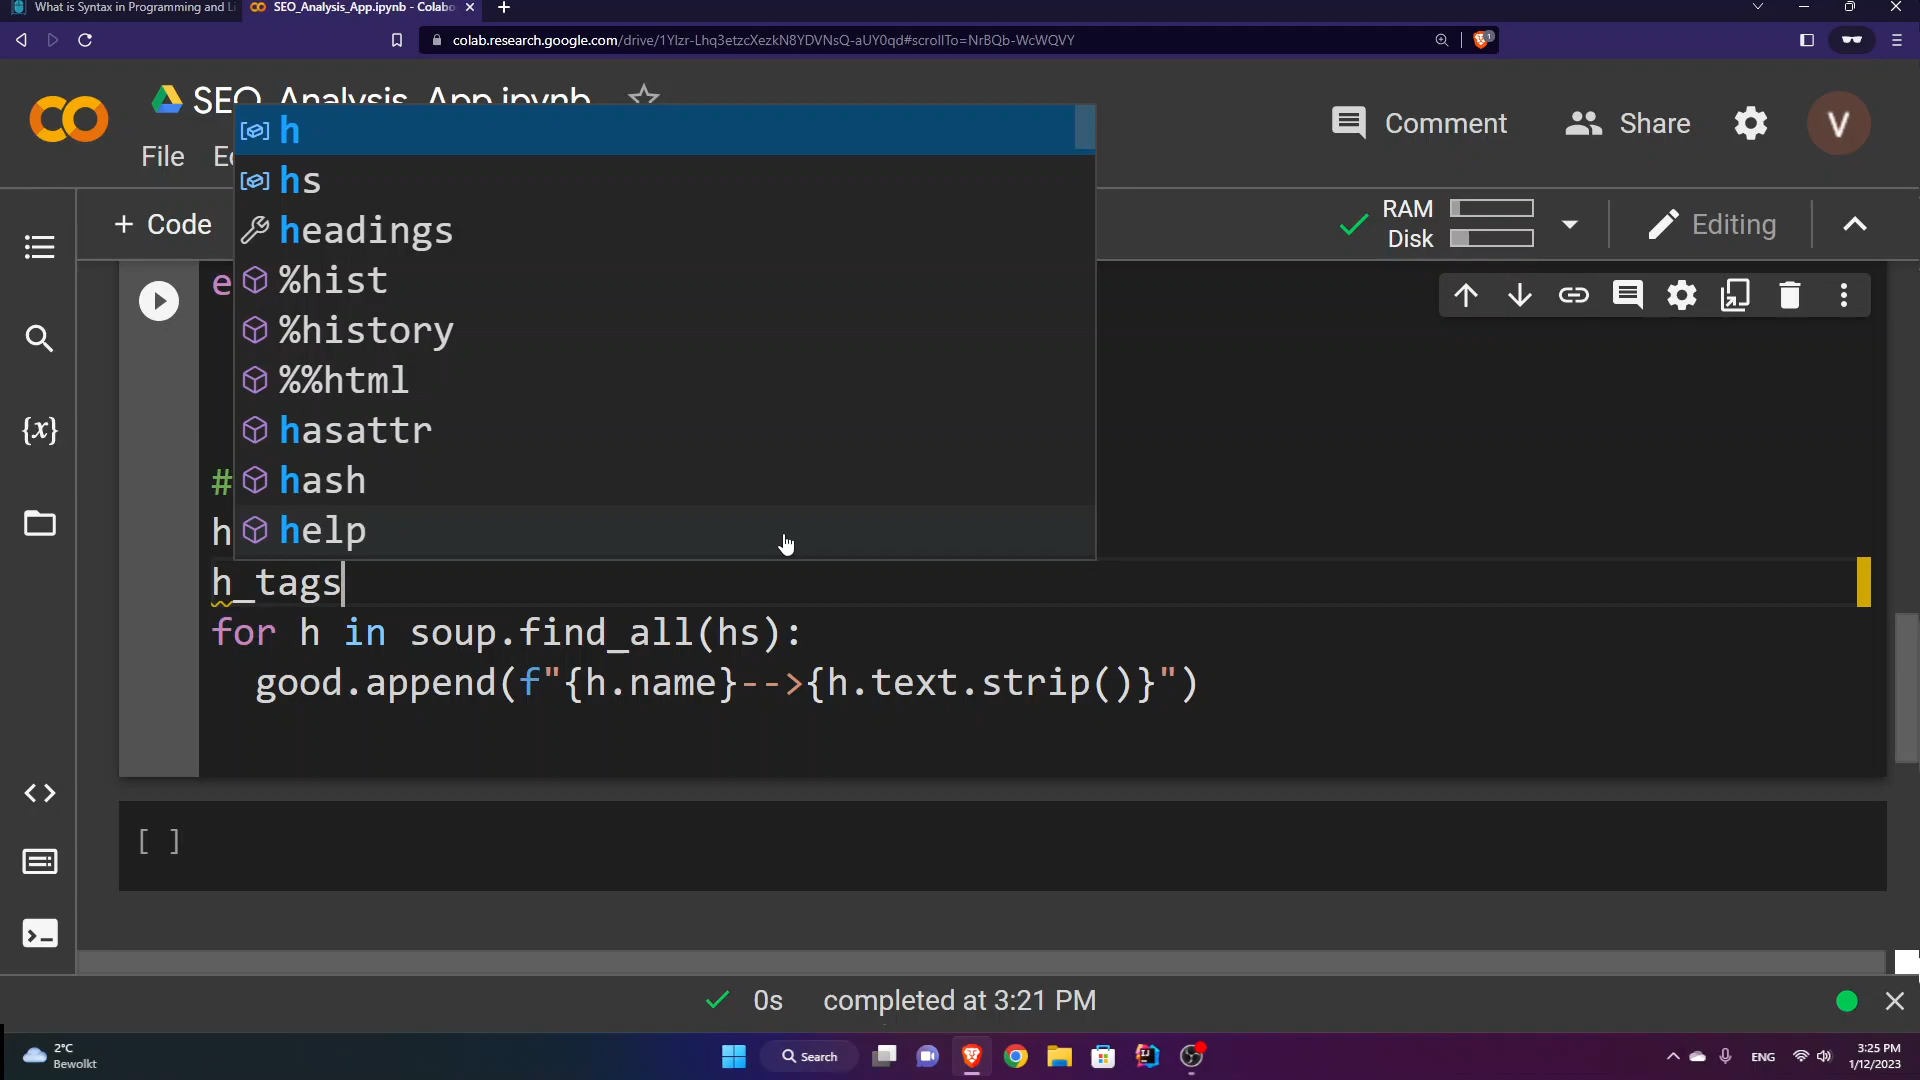 What is Syntax in Programming and Li
SEO_Analysis_App.ipynb - Colabo
colab.research.google.com/drive/1Ylzr-Lhq3etzcXezkN8YDVNsQ-aUY0qd#scrollTo=NrBQb-WcWQVY
1
SEO_Analysis_App.ipynb
Comment
Share
V
File
h
hs
headings
%hist
%history
%%html
hasattr
hash
help
+ Code
RAM
Disk
Editing
{x}
e
#
h
h_tags
for h in soup.find_all(hs):
good.append(f"{h.name}-->{h.text.strip()}")
[ ]
0s completed at 3:21 PM
2°C
Bewolkt
Search
ENG
3:25 PM
1/12/2023